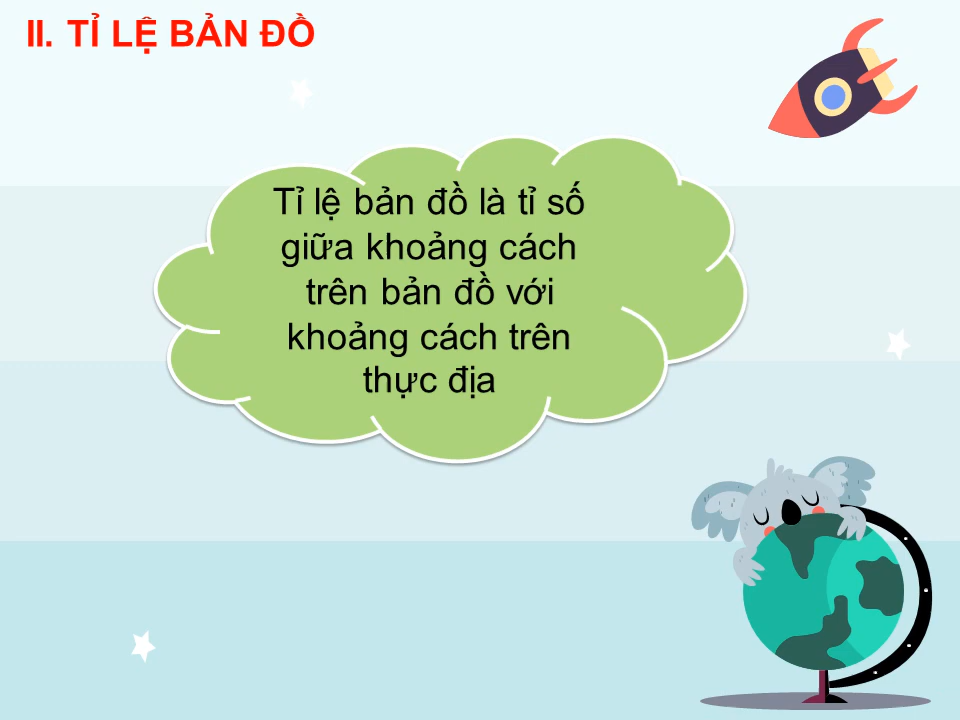 II. TỈ LỆ BẢN ĐỒ
Tỉ lệ bản đồ là tỉ số
giữa khoảng cách
trên bản đồ với
khoảng cách trên
thực địa